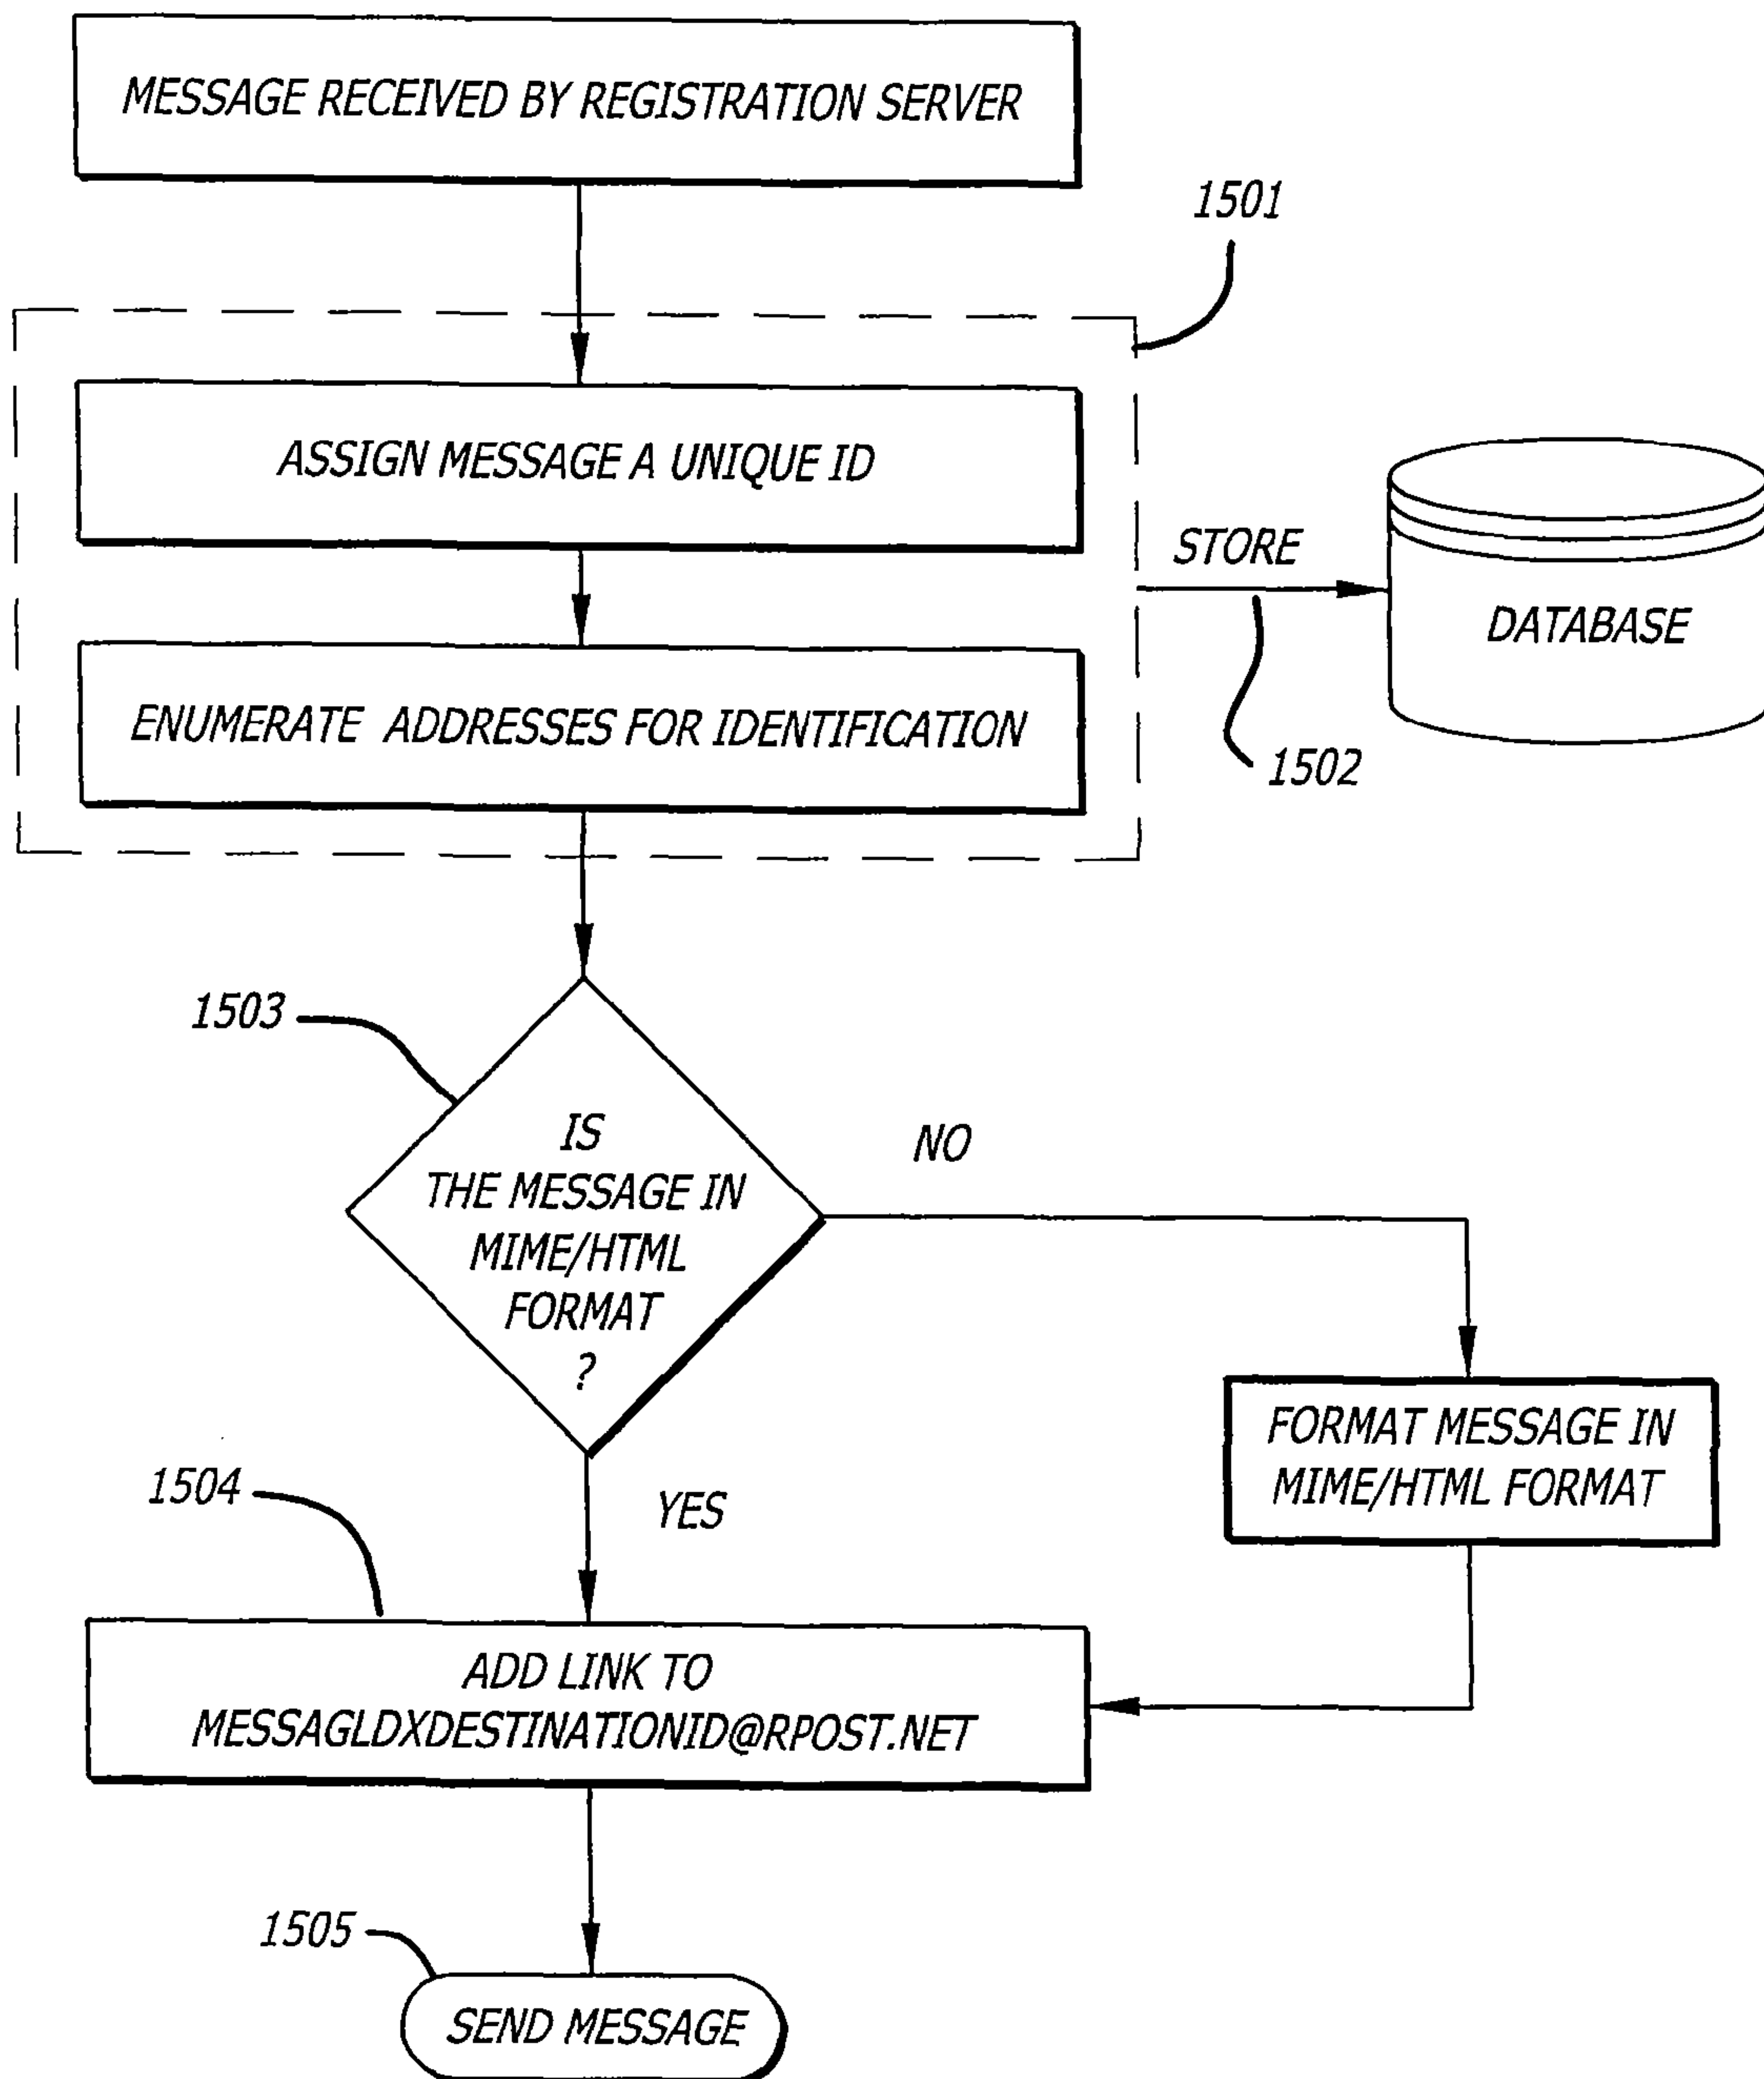 MESSAGE RECEIVED BY REGISTRATION SERVER
1501
ASSIGN MESSAGE A UNIQUE ID
STORE
DATABASE
ENUMERATE ADDRESSES FOR IDENTIFICATION
1502
1503
IS
THE MESSAGE IN
MIME/HTML
FORMAT
?
NO
FORMAT MESSAGE IN
MIME/HTML FORMAT
1504
YES
ADD LINK TO
MESSAGLDXDESTINATIONID@RPOST.NET
1505
SEND MESSAGE